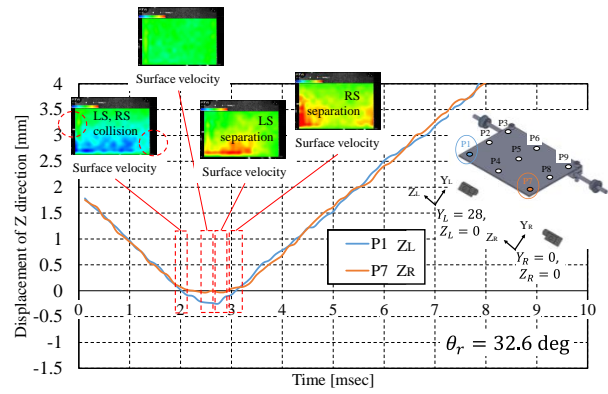 Surface velocity
LS, RS
collision
Surface velocity
LS
separation
Surface velocity
RS
separation
Surface velocity
Displacement of Z direction [mm]
4
3.5
3
2.5
2
1.5
1
0.5
0
-0.5
-1
-1.5
0 1 2 3 4 5 6 7 8 9 10
Time [msec]
P1 ZL
P7 ZR
θr = 32.6 deg
P1
P2
P3
P4
P5
P6
P7
P8
P9
ZL
YL
YL = 28,
ZL = 0
ZR
YR
YR = 0,
ZR = 0